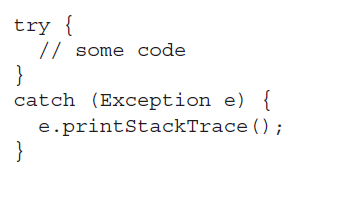 try {
  // some code
}
catch (Exception e) {
  e.printStackTrace();
}